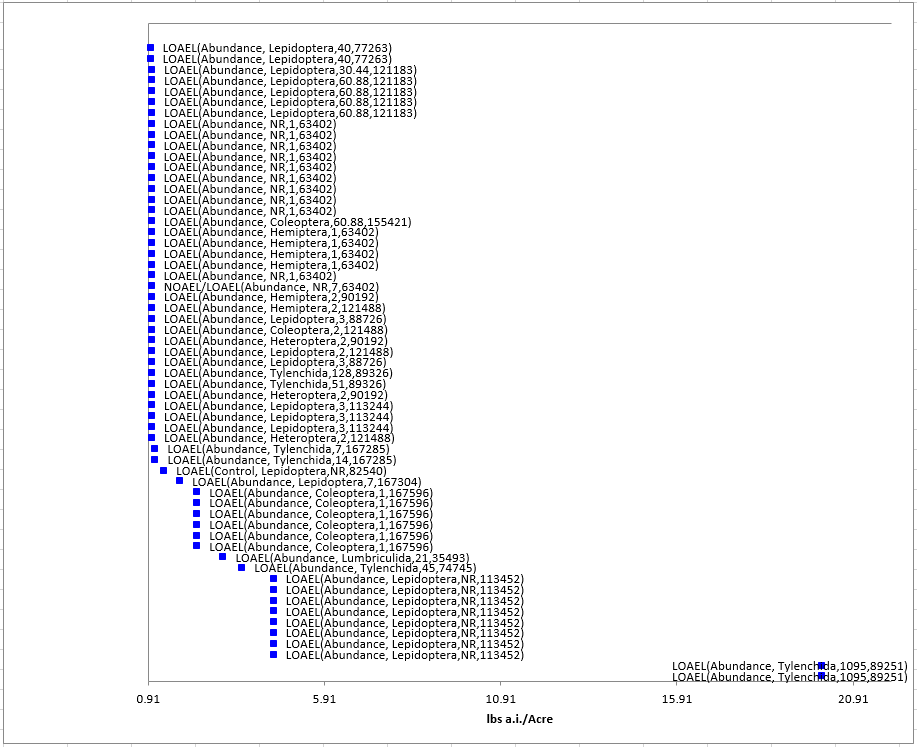 LOAEL(Abundance, Lepidoptera,40,77263)
LOAEL(Abundance, Lepidoptera,40,77263)
LOAEL(Abundance, Lepidoptera,30.44,121183)
LOAEL(Abundance, Lepidoptera,60.88,121183)
LOAEL(Abundance, Lepidoptera,60.88,121183)
LOAEL(Abundance, Lepidoptera,60.88,121183)
LOAEL(Abundance, Lepidoptera,60.88,121183)
LOAEL(Abundance, NR,1,63402)
LOAEL(Abundance, NR,1,63402)
LOAEL(Abundance, NR,1,63402)
LOAEL(Abundance, NR,1,63402)
LOAEL(Abundance, NR,1,63402)
LOAEL(Abundance, NR,1,63402)
LOAEL(Abundance, NR,1,63402)
LOAEL(Abundance, NR,1,63402)
LOAEL(Abundance, NR,1,63402)
LOAEL(Abundance, Coleoptera,60.88,155421)
LOAEL(Abundance, Hemiptera,1,63402)
LOAEL(Abundance, Hemiptera,1,63402)
LOAEL(Abundance, Hemiptera,1,63402)
LOAEL(Abundance, Hemiptera,1,63402)
LOAEL(Abundance, NR,1,63402)
NOAEL/LOAEL(Abundance, NR,7,63402)
LOAEL(Abundance, Hemiptera,2,90192)
LOAEL(Abundance, Hemiptera,2,121488)
LOAEL(Abundance, Lepidoptera,3,88726)
LOAEL(Abundance, Coleoptera,2,121488)
LOAEL(Abundance, Heteroptera,2,90192)
LOAEL(Abundance, Lepidoptera,2,121488)
LOAEL(Abundance, Lepidoptera,3,88726)
LOAEL(Abundance, Tylenchida,128,89326)
LOAEL(Abundance, Tylenchida,51,89326)
LOAEL(Abundance, Heteroptera,2,90192)
LOAEL(Abundance, Lepidoptera,3,113244)
LOAEL(Abundance, Lepidoptera,3,113244)
LOAEL(Abundance, Lepidoptera,3,113244)
LOAEL(Abundance, Heteroptera,2,121488)
LOAEL(Abundance, Tylenchida,7,167285)
LOAEL(Abundance, Tylenchida,14,167285)
LOAEL(Control, Lepidoptera,NR,82540)
LOAEL(Abundance, Lepidoptera,7,167304)
LOAEL(Abundance, Coleoptera,1,167596)
LOAEL(Abundance, Coleoptera,1,167596)
LOAEL(Abundance, Coleoptera,1,167596)
LOAEL(Abundance, Coleoptera,1,167596)
LOAEL(Abundance, Coleoptera,1,167596)
LOAEL(Abundance, Coleoptera,1,167596)
LOAEL(Abundance, Lumbriculida,21,35493)
LOAEL(Abundance, Tylenchida,45,74745)
LOAEL(Abundance, Lepidoptera,NR,113452)
LOAEL(Abundance, Lepidoptera,NR,113452)
LOAEL(Abundance, Lepidoptera,NR,113452)
LOAEL(Abundance, Lepidoptera,NR,113452)
LOAEL(Abundance, Lepidoptera,NR,113452)
LOAEL(Abundance, Lepidoptera,NR,113452)
LOAEL(Abundance, Lepidoptera,NR,113452)
LOAEL(Abundance, Lepidoptera,NR,113452)
LOAEL(Abundance, Tylenchida,1095,89251)
LOAEL(Abundance, Tylenchida,1095,89251)
0.91 5.91 10.91 15.91 20.91
lbs a.i./Acre